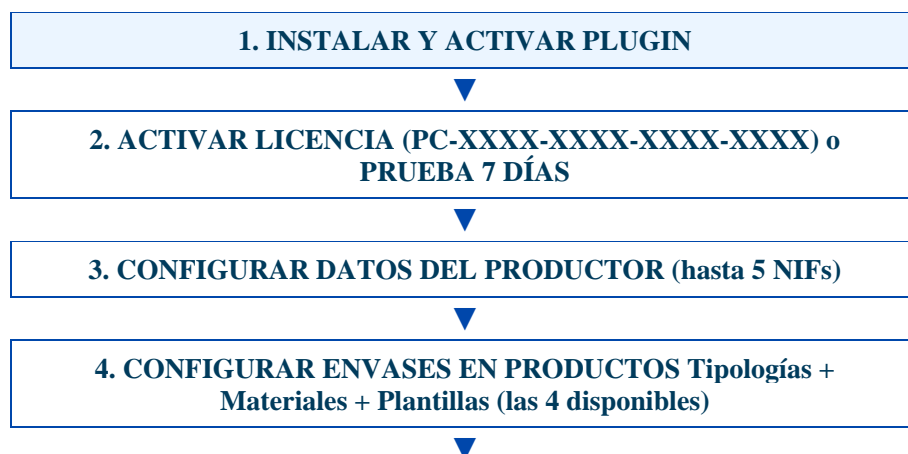 1. INSTALAR Y ACTIVAR PLUGIN
2. ACTIVAR LICENCIA (PC-XXXX-XXXX-XXXX-XXXX) o
PRUEBA 7 DÍAS
3. CONFIGURAR DATOS DEL PRODUCTOR (hasta 5 NIFs)
4. CONFIGURAR ENVASES EN PRODUCTOS Tipologías +
Materiales + Plantillas (las 4 disponibles)